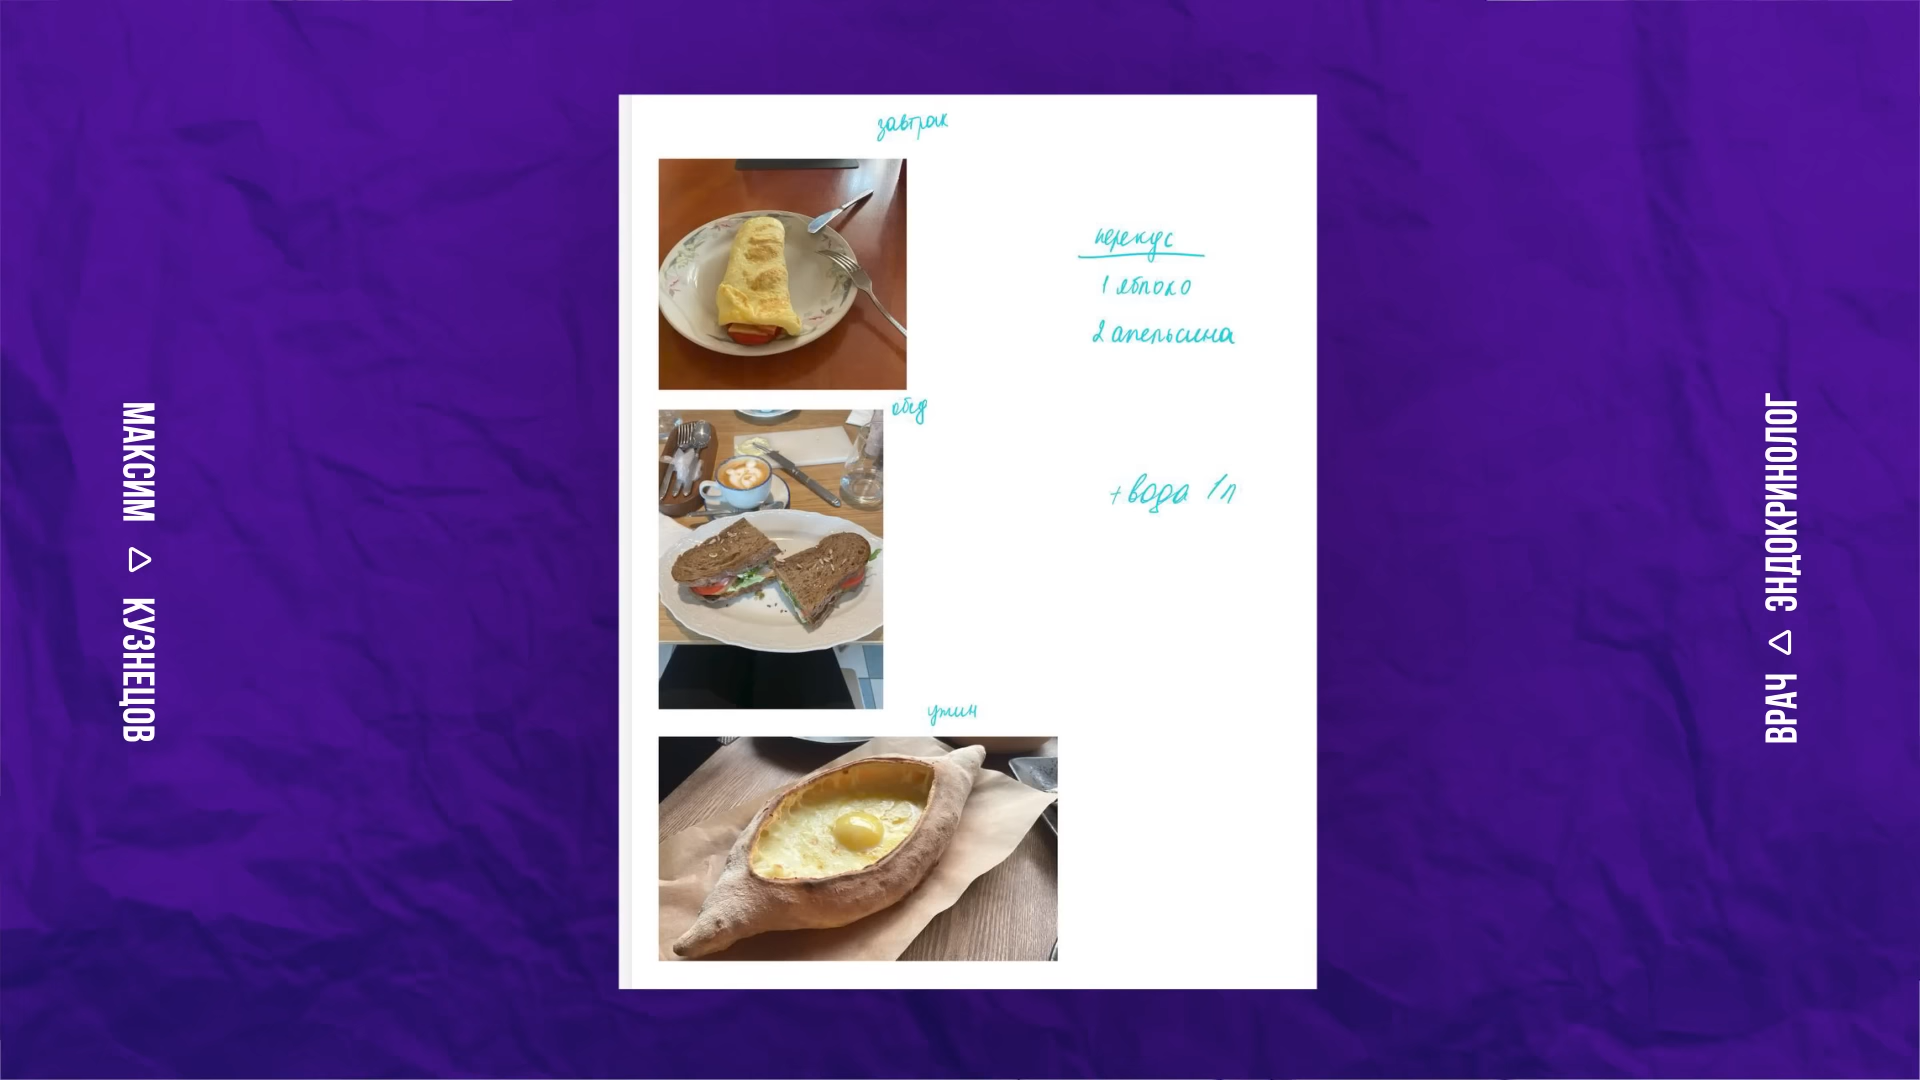 МАКСИМ КУЗНЕЦОВ
завтрак
перекус
1 яблоко
2 апельсина
обед
+ вода 1л
ужин
ВРАЧ ЭНДОКРИНОЛОГ